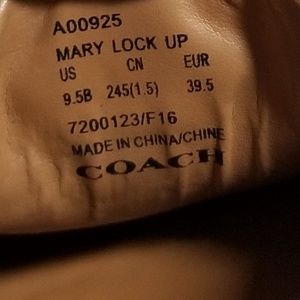 A00925
MARY LOCK UP
US CN EUR
9.5B 245(1.5) 39.5
7200123/F16
MADE IN CHINA/CHINE
COACH